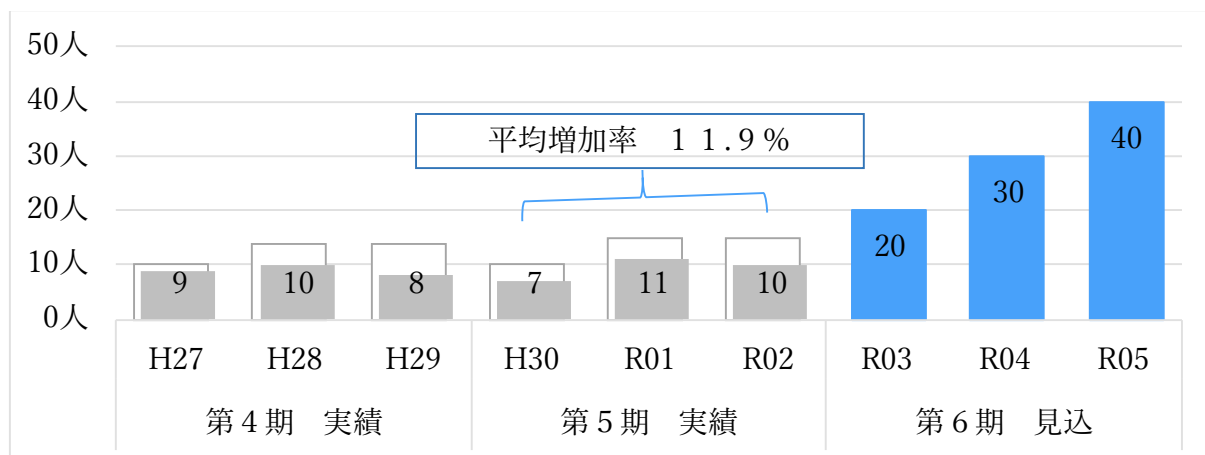 50人
40人
30人
20人
10人
0人
平均増加率　１１.９％
9
10
8
7
11
10
20
30
40
H27
H28
H29
H30
R01
R02
R03
R04
R05
第４期　実績
第５期　実績
第６期　見込